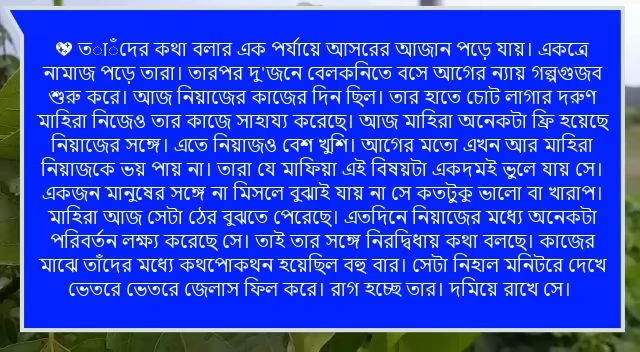 💖 তাঁদের কথা বলার এক পর্যায়ে আসরের আজান পড়ে যায়। একত্রে
নামাজ পড়ে তারা। তারপর দু'জনে বেলকনিতে বসে আগের ন্যায় গল্পগুজব
শুরু করে। আজ নিয়াজের কাজের দিন ছিল। তার হাতে চোট লাগার দরুণ
মাহিরা নিজেও তার কাজে সাহায্য করেছে। আজ মাহিরা অনেকটা ফ্রি হয়েছে
নিয়াজের সঙ্গে। এতে নিয়াজও বেশ খুশি। আগের মতো এখন আর মাহিরা
নিয়াজকে ভয় পায় না। তারা যে মাফিয়া এই বিষয়টা একদমই ভুলে যায় সে।
একজন মানুষের সঙ্গে না মিসলে বুঝাই যায় না সে কতটুকু ভালো বা খারাপ।
মাহিরা আজ সেটা ঠের বুঝতে পেরেছে। এতদিনে নিয়াজের মধ্যে অনেকটা
পরিবর্তন লক্ষ্য করেছে সে। তাই তার সঙ্গে নিরদ্বিধায় কথা বলছে। কাজের
মাঝে তাঁদের মধ্যে কথপোকথন হয়েছিল বহু বার। সেটা নিহাল মনিটরে দেখে
ভেতরে ভেতরে জেলাস ফিল করে। রাগ হচ্ছে তার। দমিয়ে রাখে সে।